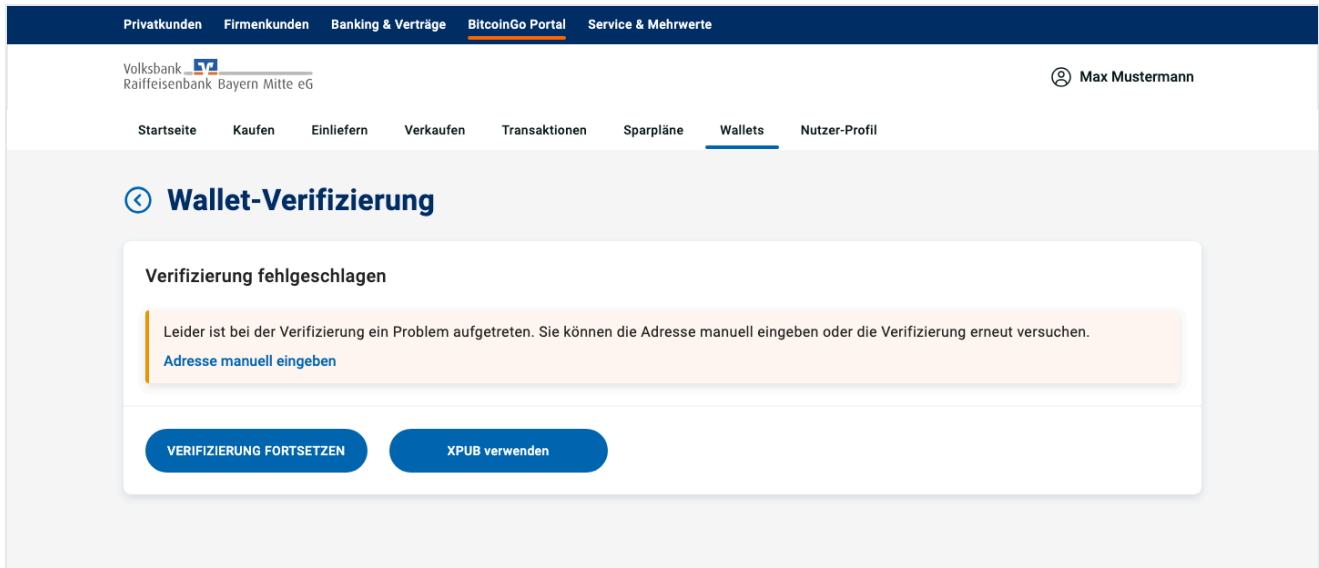 Privatkunden Firmenkunden Banking & Verträge BitcoinGo Portal Service & Mehrwerte
Volksbank
Raiffeisenbank Bayern Mitte eG
Max Mustermann
Startseite Kaufen Einliefern Verkaufen Transaktionen Sparpläne Wallets Nutzer-Profil
Wallet-Verifizierung
Verifizierung fehlgeschlagen
Leider ist bei der Verifizierung ein Problem aufgetreten. Sie können die Adresse manuell eingeben oder die Verifizierung erneut versuchen.
Adresse manuell eingeben
VERIFIZIERUNG FORTSETZEN XPUB verwenden